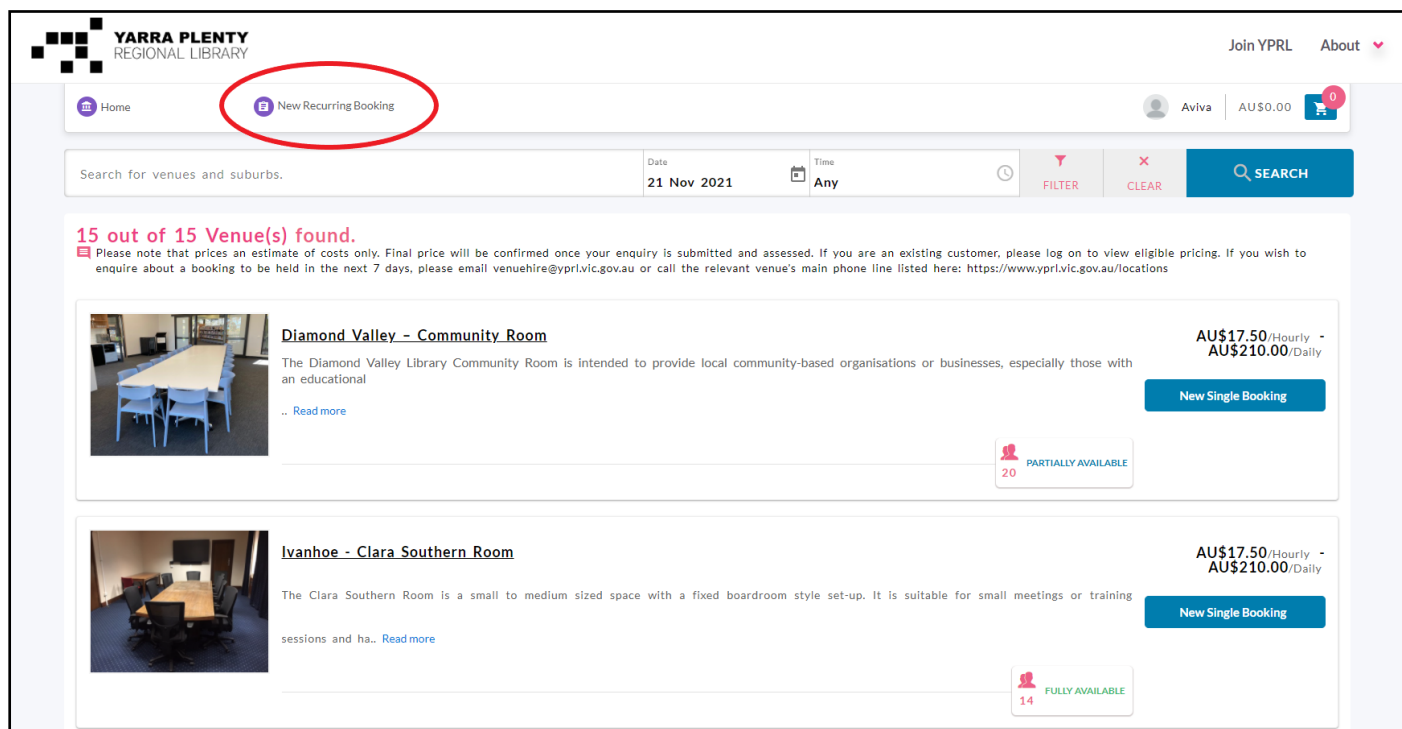 YARRA PLENTY
REGIONAL LIBRARY
Join YPRL About
Home New Recurring Booking Aviva AU$0.00 0
Search for venues and suburbs. Date 21 Nov 2021 Time Any FILTER CLEAR SEARCH
15 out of 15 Venue(s) found.
Please note that prices an estimate of costs only. Final price will be confirmed once your enquiry is submitted and assessed. If you are an existing customer, please log on to view eligible pricing. If you wish to
enquire about a booking to be held in the next 7 days, please email venuehire@yprl.vic.gov.au or call the relevant venue's main phone line listed here: https://www.yprl.vic.gov.au/locations
Diamond Valley – Community Room
AU$17.50/Hourly -
AU$210.00/Daily
The Diamond Valley Library Community Room is intended to provide local community-based organisations or businesses, especially those with
an educational
.. Read more
New Single Booking
20 PARTIALLY AVAILABLE
Ivanhoe - Clara Southern Room
AU$17.50/Hourly -
AU$210.00/Daily
The Clara Southern Room is a small to medium sized space with a fixed boardroom style set-up. It is suitable for small meetings or training
sessions and ha.. Read more
New Single Booking
14 FULLY AVAILABLE